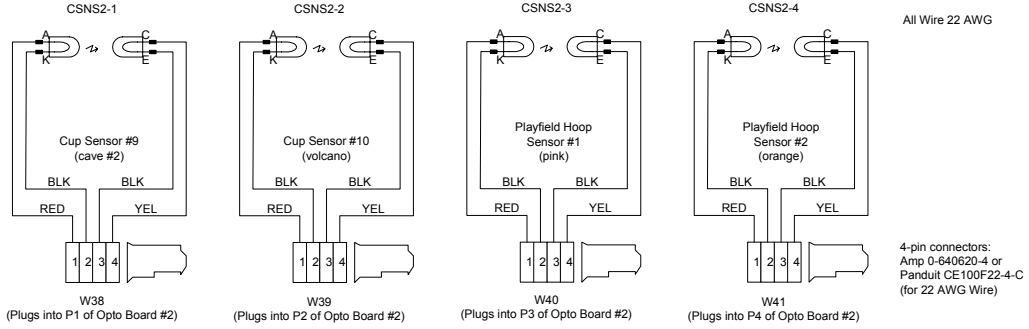 CSNS2-1
A
C
K
E
Cup Sensor #9
(cave #2)
BLK
BLK
RED
YEL
1 2 3 4
W38
(Plugs into P1 of Opto Board #2)
CSNS2-2
A
C
K
E
Cup Sensor #10
(volcano)
BLK
BLK
RED
YEL
1 2 3 4
W39
(Plugs into P2 of Opto Board #2)
CSNS2-3
A
C
K
E
Playfield Hoop
Sensor #1
(pink)
BLK
BLK
RED
YEL
1 2 3 4
W40
(Plugs into P3 of Opto Board #2)
CSNS2-4
A
C
K
E
Playfield Hoop
Sensor #2
(orange)
BLK
BLK
RED
YEL
1 2 3 4
W41
(Plugs into P4 of Opto Board #2)
All Wire 22 AWG
4-pin connectors:
Amp 0-640620-4 or
Panduit CE100F22-4-C
(for 22 AWG Wire)